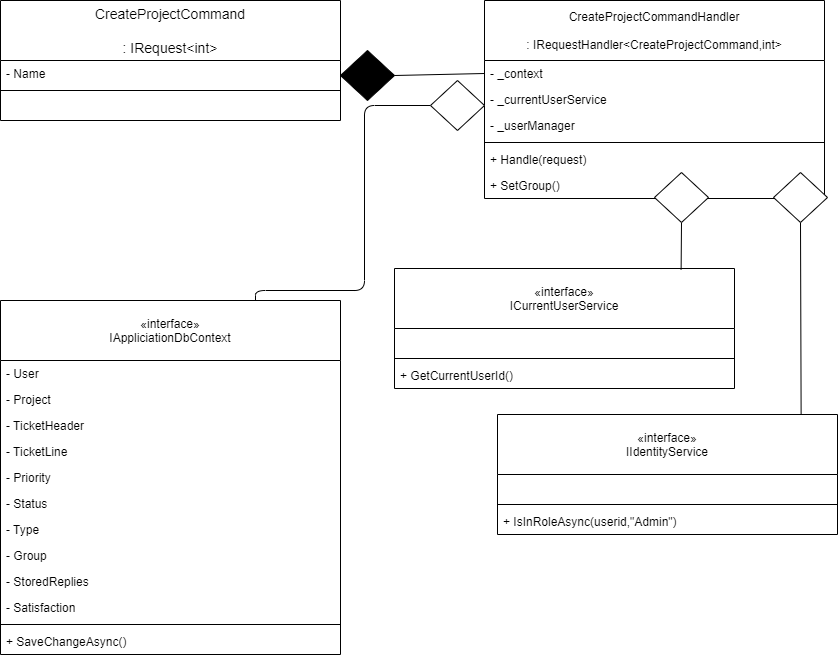 CreateProjectCommand
: IRequest<int>
- Name
CreateProjectCommandHandler
: IRequestHandler<CreateProjectCommand,int>
- _context
- _currentUserService
- _userManager
+ Handle(request)
+ SetGroup()
«interface»
ICurrentUserService
+ GetCurrentUserId()
«interface»
IAppliciationDbContext
- User
- Project
- TicketHeader
- TicketLine
- Priority
- Status
- Type
- Group
- StoredReplies
- Satisfaction
+ SaveChangeAsync()
«interface»
IIdentityService
+ IsInRoleAsync(userid,"Admin")